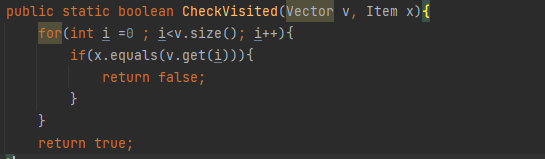 public static boolean CheckVisited(Vector v, Item x){
for(int i =0 ; i<v.size(); i++){
if(x.equals(v.get(i))){
return false;
}
}
return true;